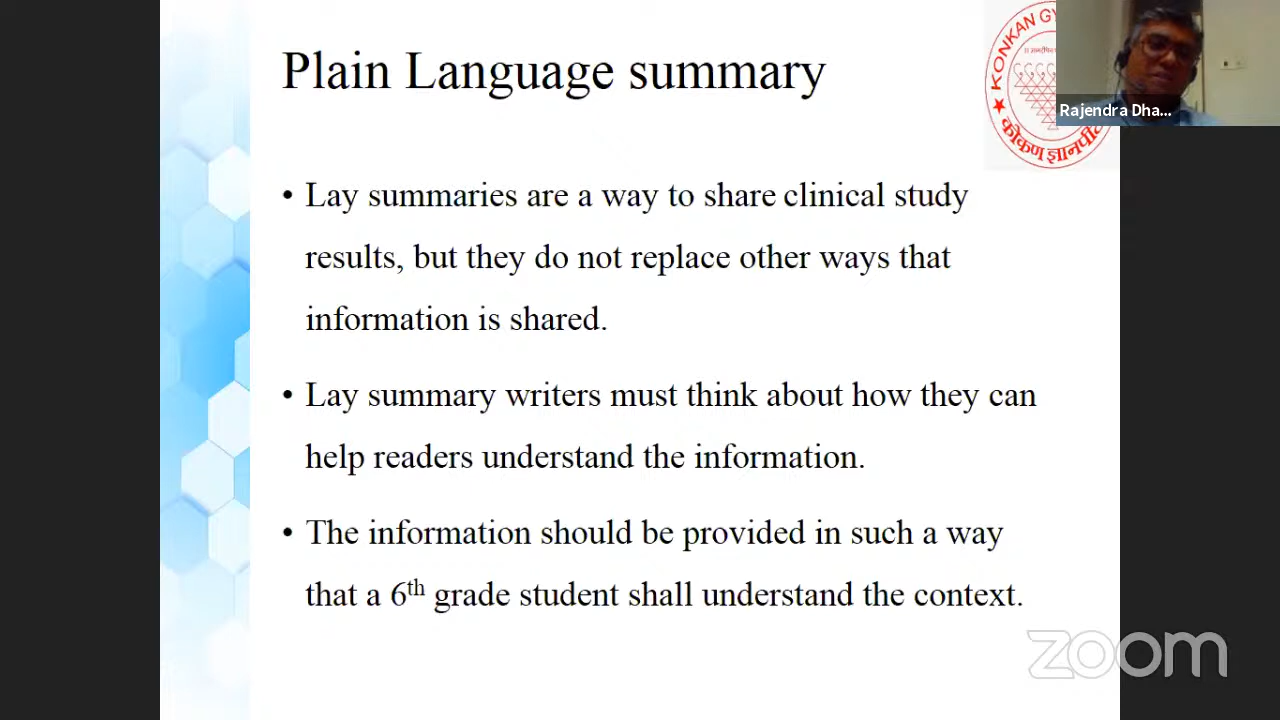 Plain Language summary
KONKAN GY
Rajendra Dha...
कोकण ज्ञानपी
• Lay summaries are a way to share clinical study
results, but they do not replace other ways that
information is shared.
• Lay summary writers must think about how they can
help readers understand the information.
• The information should be provided in such a way
that a 6th grade student shall understand the context.
zoom